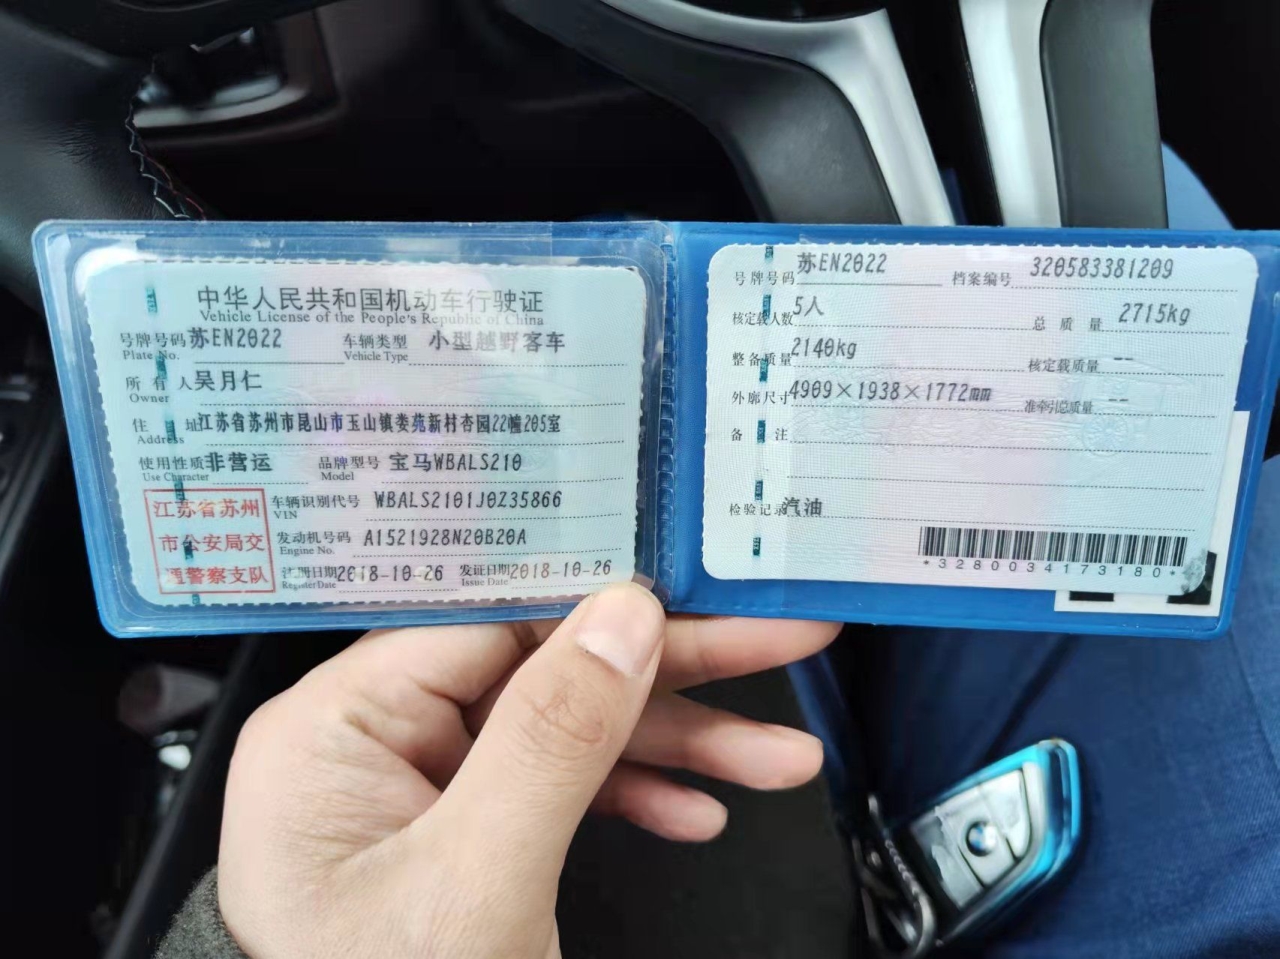 中华人民共和国机动车行驶证
Vehicle License of the People's Republic of China
号牌号码 苏EN2022 车辆类型 小型越野客车
Plate No. Vehicle Type
所有人 吴月仁
Owner
住址 江苏省苏州市昆山市玉山镇娄苑新村杏园22幢205室
Address
使用性质 非营运 品牌型号 宝马WBALS210
Use Character Model
江苏省苏州
市公安局交
通警察支队
车辆识别代号 WBALS2101J0Z35866
VIN
发动机号码 A1521928N20B20A
Engine No.
注册日期 2018-10-26 发证日期 2018-10-26
Register Date Issue Date
号牌号码 苏EN2022 档案编号 320583381209
核定载人数 5人 总质量 2715kg
整备质量 2140kg 核定载质量 --
外廓尺寸 4909×1938×1772mm 准牵引总质量 --
备注
检验记录 汽油
*3280034173180*